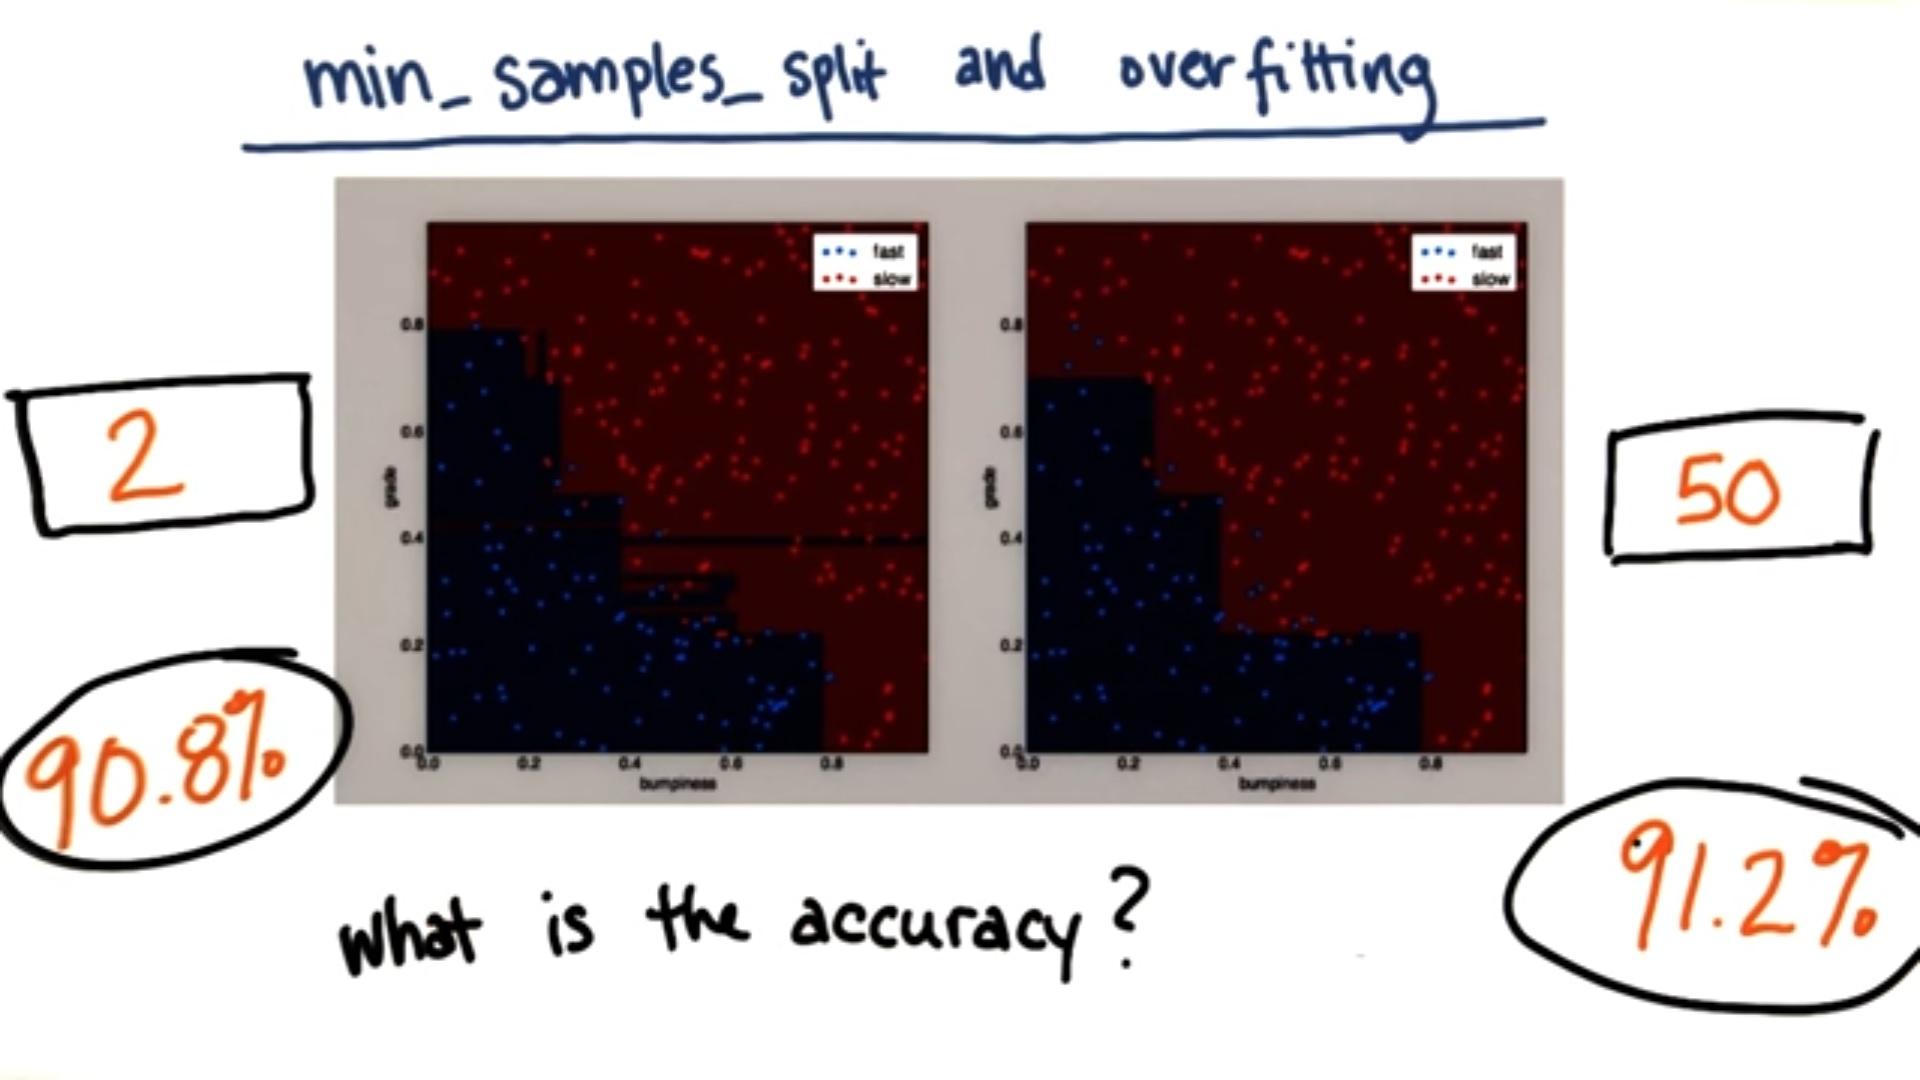 min_samples_split and overfitting
fast
slow
fast
slow
0.8
0.6
0.4
0.2
0.0
grade
0.0 0.2 0.4 0.6 0.8
bumpiness
0.8
0.6
0.4
0.2
0.0
grade
0.0 0.2 0.4 0.6 0.8
bumpiness
2
50
90.8%
91.2%
what is the accuracy?